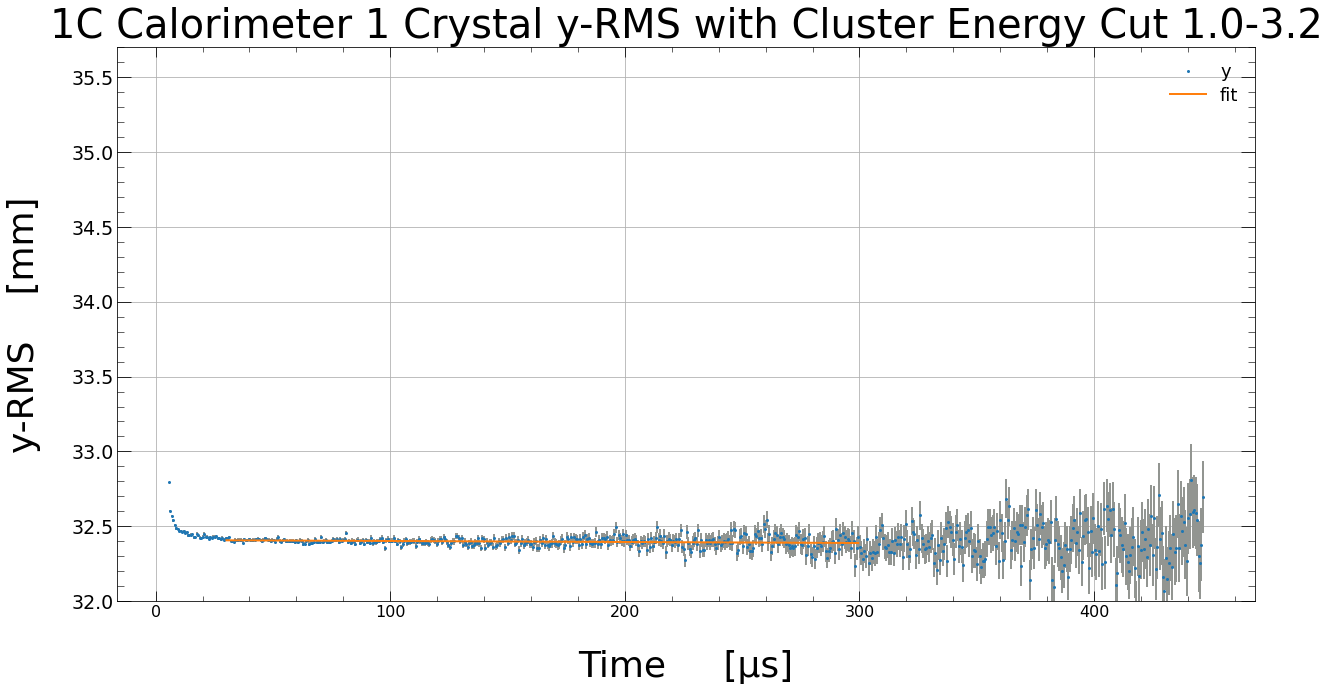 1C Calorimeter 1 Crystal y-RMS with Cluster Energy Cut 1.0-3.2
y
fit
35.5
35.0
34.5
34.0
33.5
33.0
32.5
32.0
y-RMS [mm]
0 100 200 300 400
Time [µs]